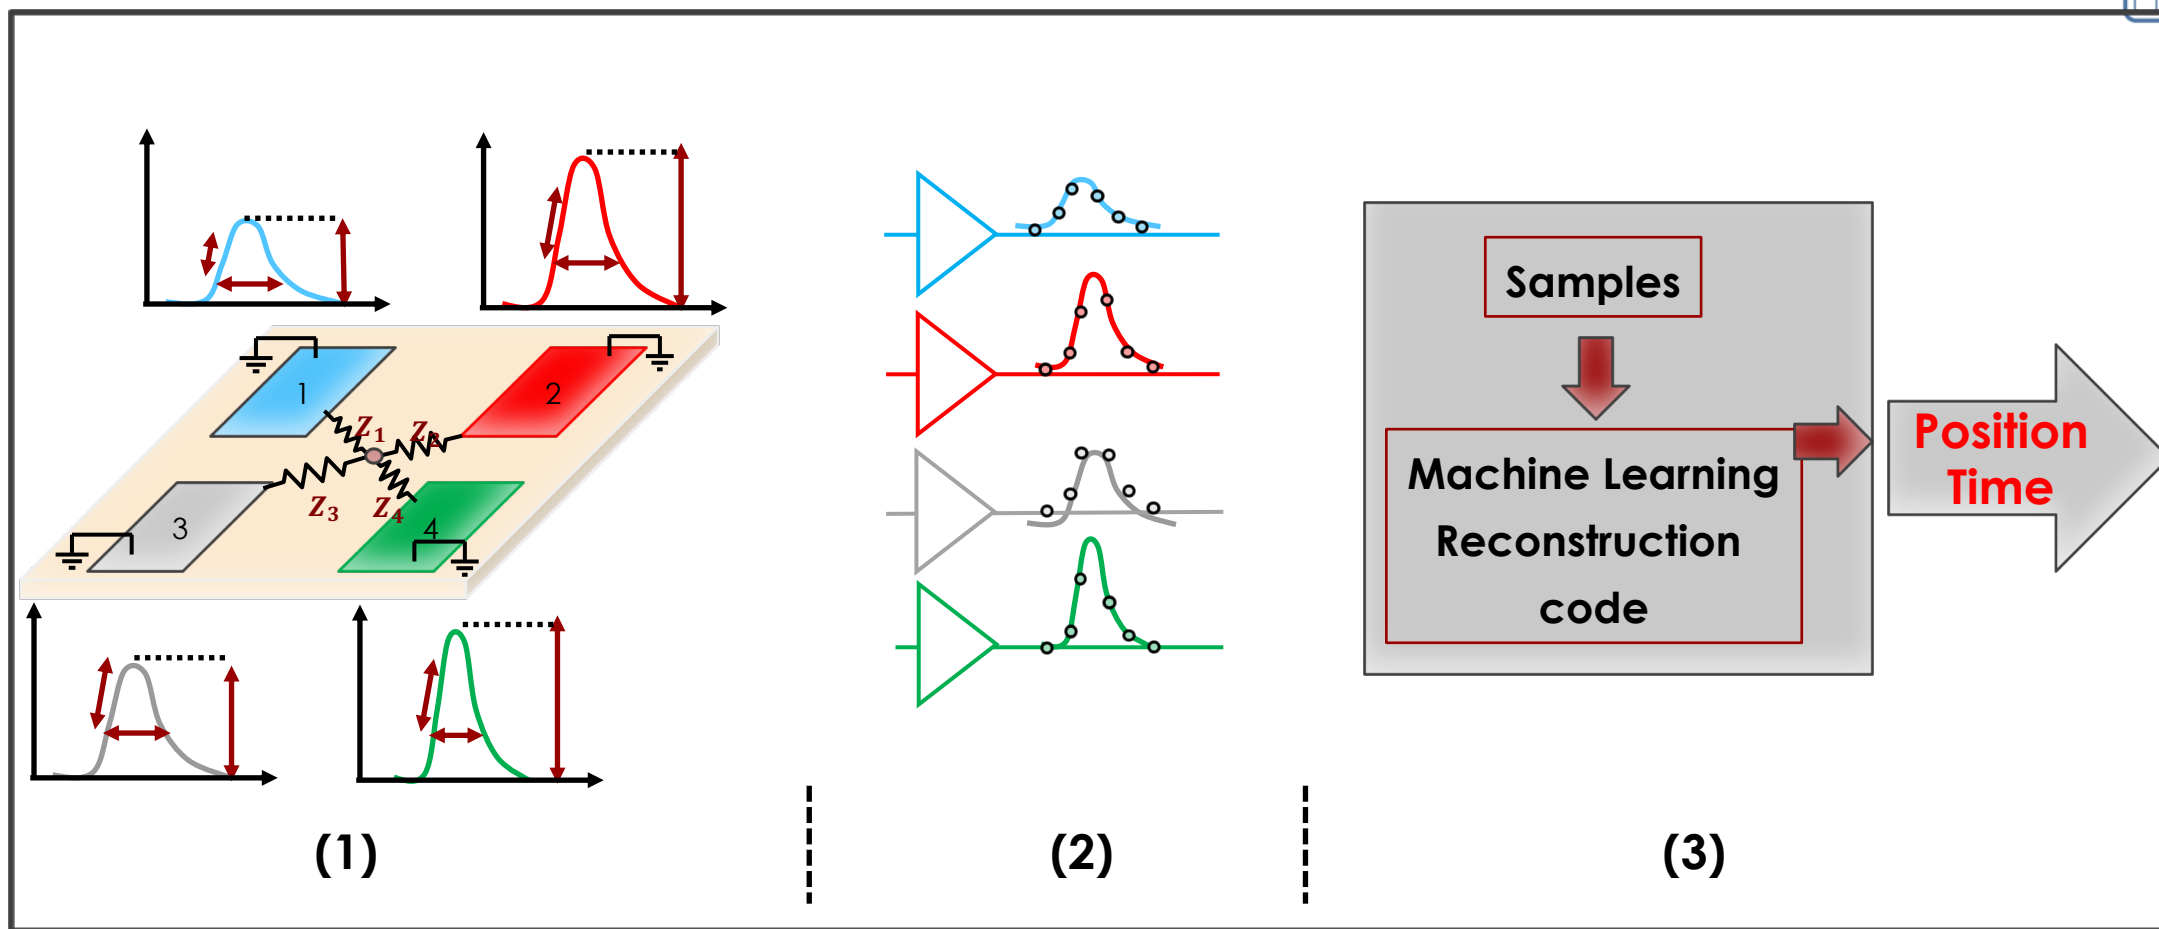 1
2
Z1
Z2
Z3
Z4
3
4
Samples
Machine Learning
Reconstruction
code
Position
Time
(1)
(2)
(3)